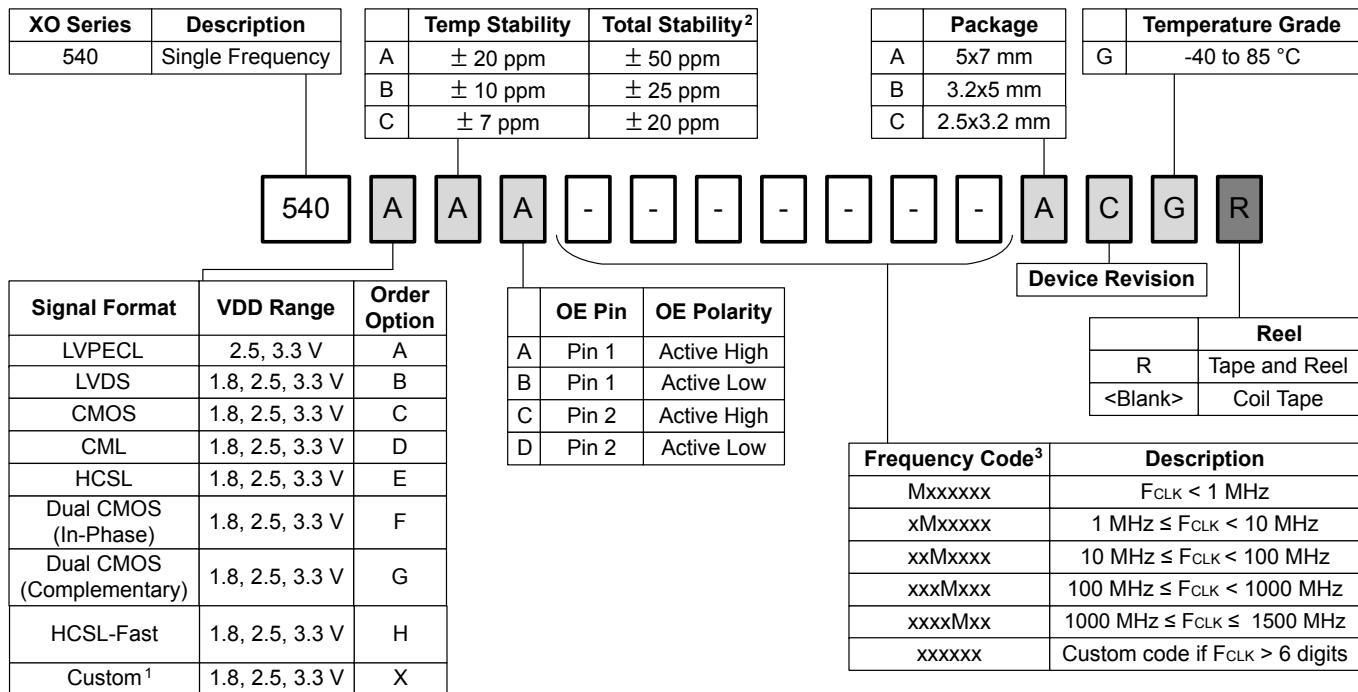 XO Series Description
540 Single Frequency
Temp Stability Total Stability²
A ± 20 ppm ± 50 ppm
B ± 10 ppm ± 25 ppm
C ± 7 ppm ± 20 ppm
Package
A 5x7 mm
B 3.2x5 mm
C 2.5x3.2 mm
Temperature Grade
G -40 to 85 °C
540 A A A - - - - - - - A C G R
Signal Format VDD Range Order Option
LVPECL 2.5, 3.3 V A
LVDS 1.8, 2.5, 3.3 V B
CMOS 1.8, 2.5, 3.3 V C
CML 1.8, 2.5, 3.3 V D
HCSL 1.8, 2.5, 3.3 V E
Dual CMOS
(In-Phase) 1.8, 2.5, 3.3 V F
Dual CMOS
(Complementary) 1.8, 2.5, 3.3 V G
HCSL-Fast 1.8, 2.5, 3.3 V H
Custom¹ 1.8, 2.5, 3.3 V X
OE Pin OE Polarity
A Pin 1 Active High
B Pin 1 Active Low
C Pin 2 Active High
D Pin 2 Active Low
Device Revision
Reel
R Tape and Reel
<Blank> Coil Tape
Frequency Code³ Description
Mxxxxxx FCLK < 1 MHz
xMxxxxx 1 MHz ≤ FCLK < 10 MHz
xxMxxxx 10 MHz ≤ FCLK < 100 MHz
xxxMxxx 100 MHz ≤ FCLK < 1000 MHz
xxxxMxx 1000 MHz ≤ FCLK ≤ 1500 MHz
xxxxxx Custom code if FCLK > 6 digits